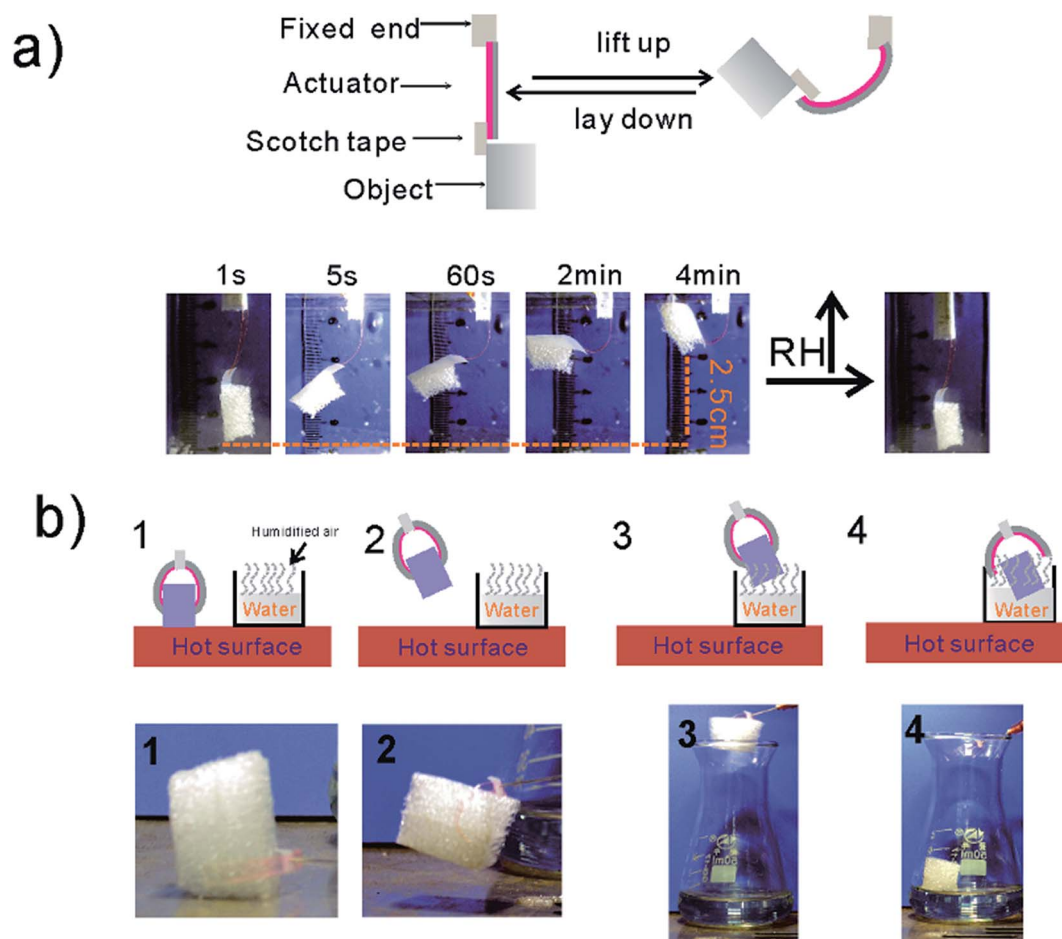 a)
Fixed end
Actuator
Scotch tape
Object
lift up
lay down
1s
5s
60s
2min
4min
2.5cm
RH
b)
1
Humidified air
2
3
4
Water
Water
Water
Water
Hot surface
Hot surface
Hot surface
Hot surface
1
2
3
4
50ml
50ml